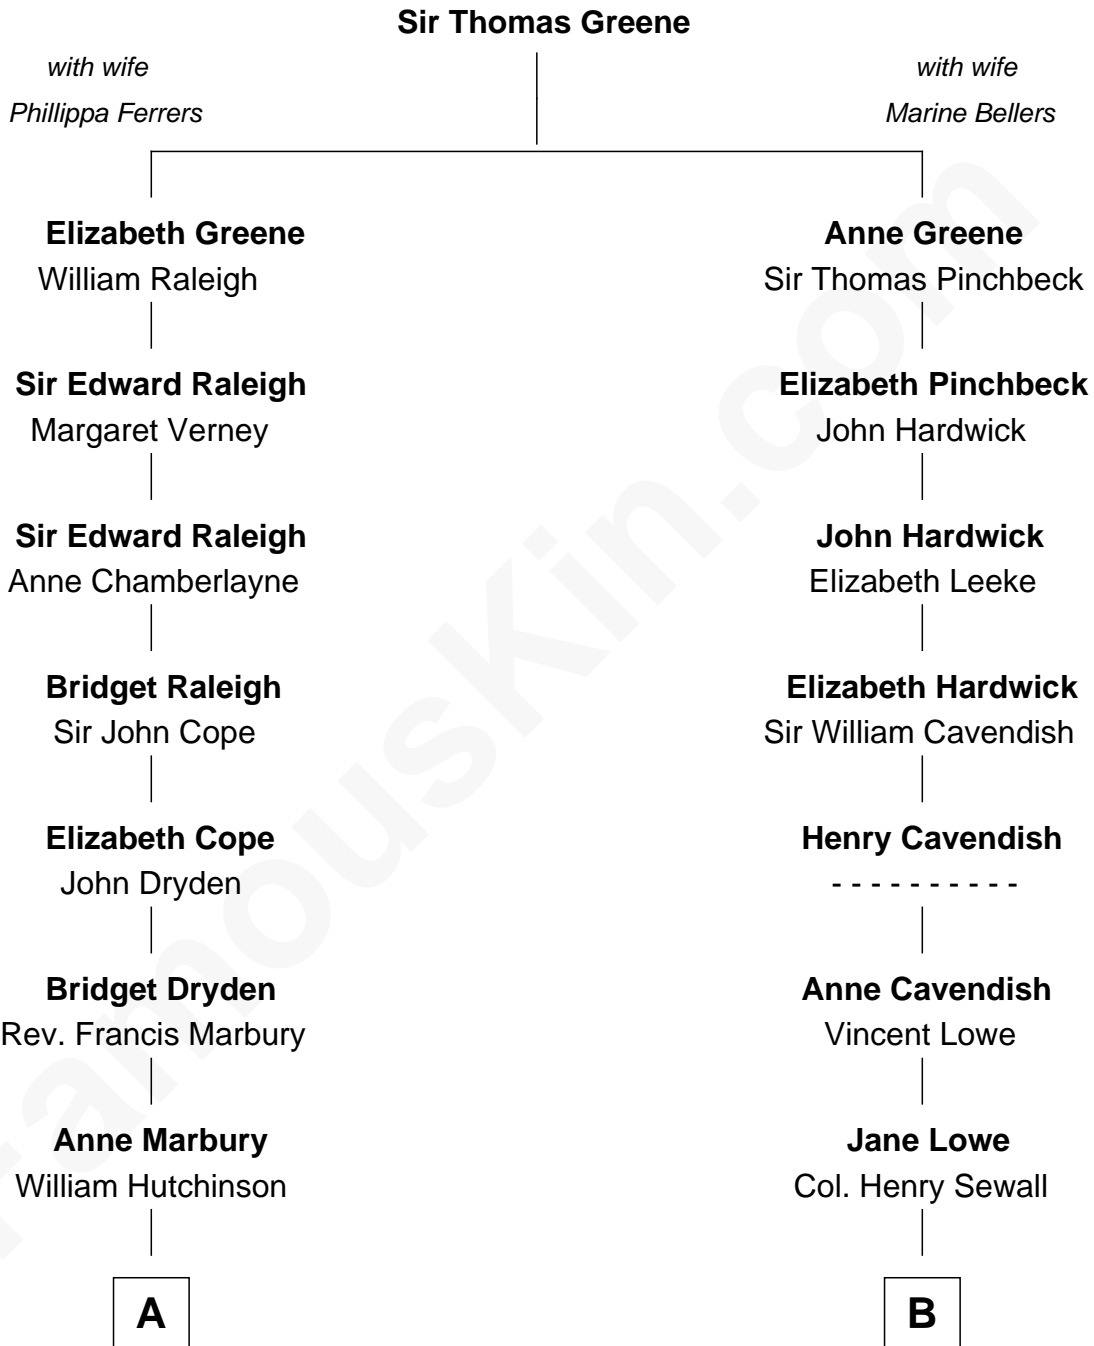 Sir Thomas Greene
with wife
Phillippa Ferrers
with wife
Marine Bellers
Elizabeth Greene
William Raleigh
Anne Greene
Sir Thomas Pinchbeck
Sir Edward Raleigh
Margaret Verney
Elizabeth Pinchbeck
John Hardwick
Sir Edward Raleigh
Anne Chamberlayne
John Hardwick
Elizabeth Leeke
Bridget Raleigh
Sir John Cope
Elizabeth Hardwick
Sir William Cavendish
Elizabeth Cope
John Dryden
Henry Cavendish
- - - - - - - - - -
Bridget Dryden
Rev. Francis Marbury
Anne Cavendish
Vincent Lowe
Anne Marbury
William Hutchinson
Jane Lowe
Col. Henry Sewall
A
B
FamousKin.com